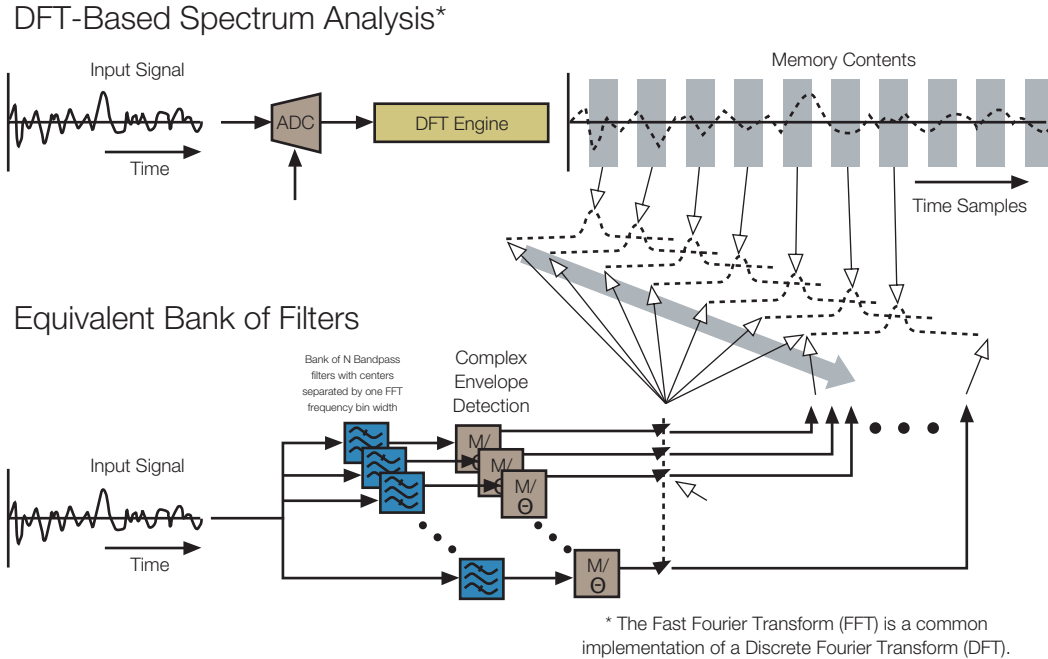 DFT-Based Spectrum Analysis*
Input Signal
Memory Contents
ADC
DFT Engine
Time
Time Samples
Equivalent Bank of Filters
Bank of N Bandpass
filters with centers
separated by one FFT
frequency bin width
Complex
Envelope
Detection
M/
Θ
M/
Θ
M/
Θ
Input Signal
Time
M/
Θ
* The Fast Fourier Transform (FFT) is a common
implementation of a Discrete Fourier Transform (DFT).